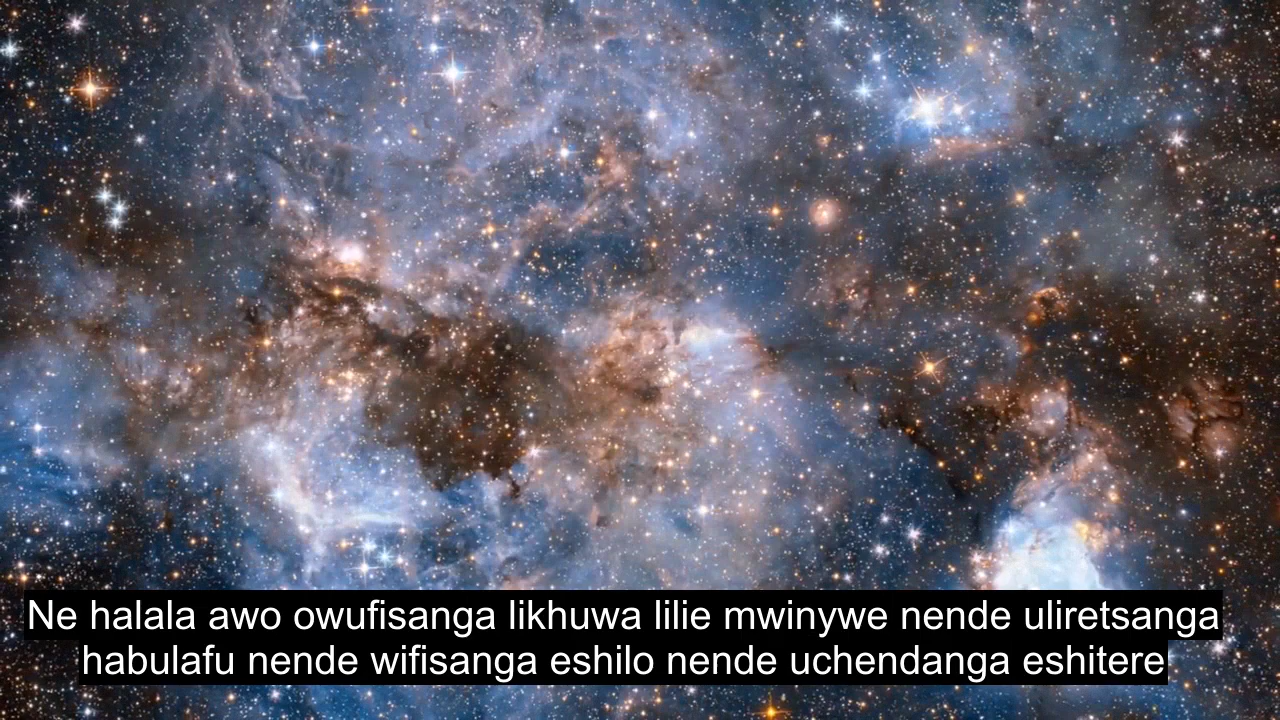 Ne halala awo owufisanga likhuwa lilie mwinywe nende uliretsanga
habulafu nende wifisanga eshilo nende uchendanga eshitere